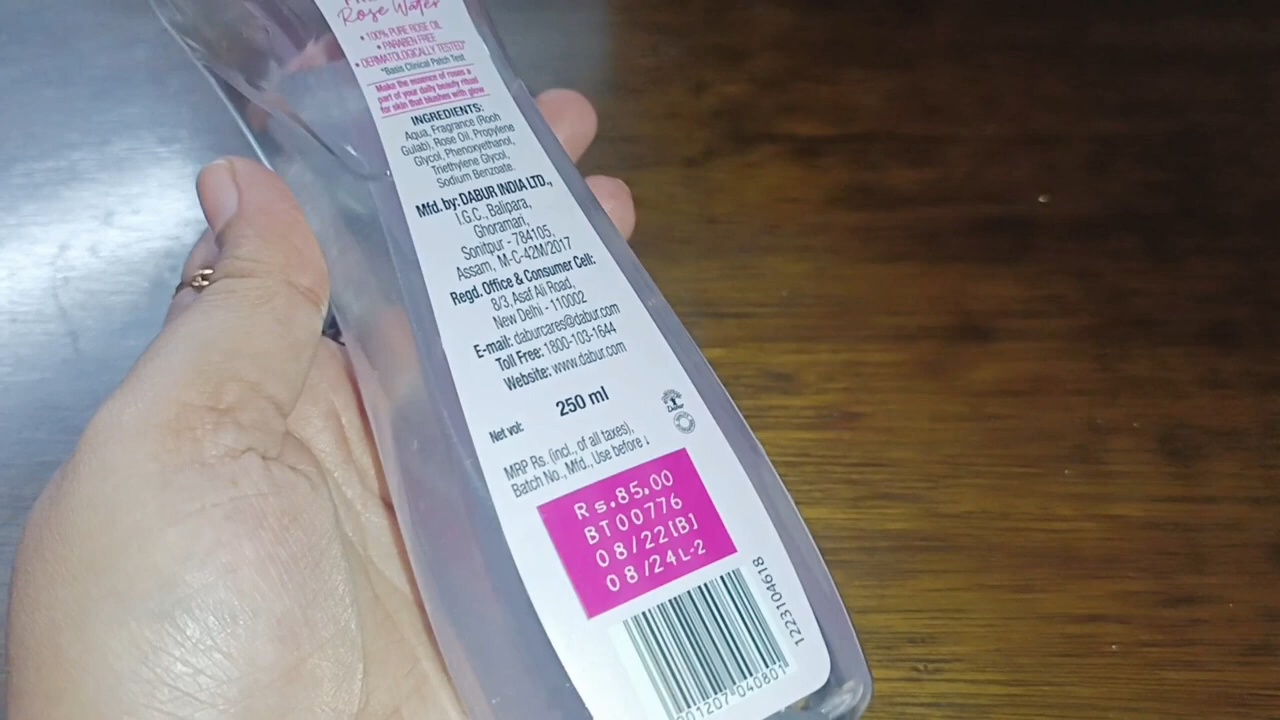 Rose Water
• 100% PURE ROSE OIL
• PARABEN FREE
• DERMATOLOGICALLY TESTED*
*Basis Clinical Patch Test
Make the essence of roses a
part of your daily beauty ritual
for skin that blushes with glow
INGREDIENTS:
Aqua, Fragrance (Rooh
Gulab), Rose Oil, Propylene
Glycol, Phenoxyethanol,
Triethylene Glycol,
Sodium Benzoate.
Mfd. by: DABUR INDIA LTD.,
I.G.C., Balipara,
Ghoramari,
Sonitpur - 784105,
Assam, M-C-42M/2017
Regd. Office & Consumer Cell:
8/3, Asaf Ali Road,
New Delhi - 110002
E-mail: daburcares@dabur.com
Toll Free: 1800-103-1644
Website: www.dabur.com
Net vol: 250 ml
Dabur
MRP Rs. (incl., of all taxes),
Batch No., Mfd., Use before ↓
Rs.85.00
BT00776
08/22[B]
08/24L-2
1223104618
01207 040801